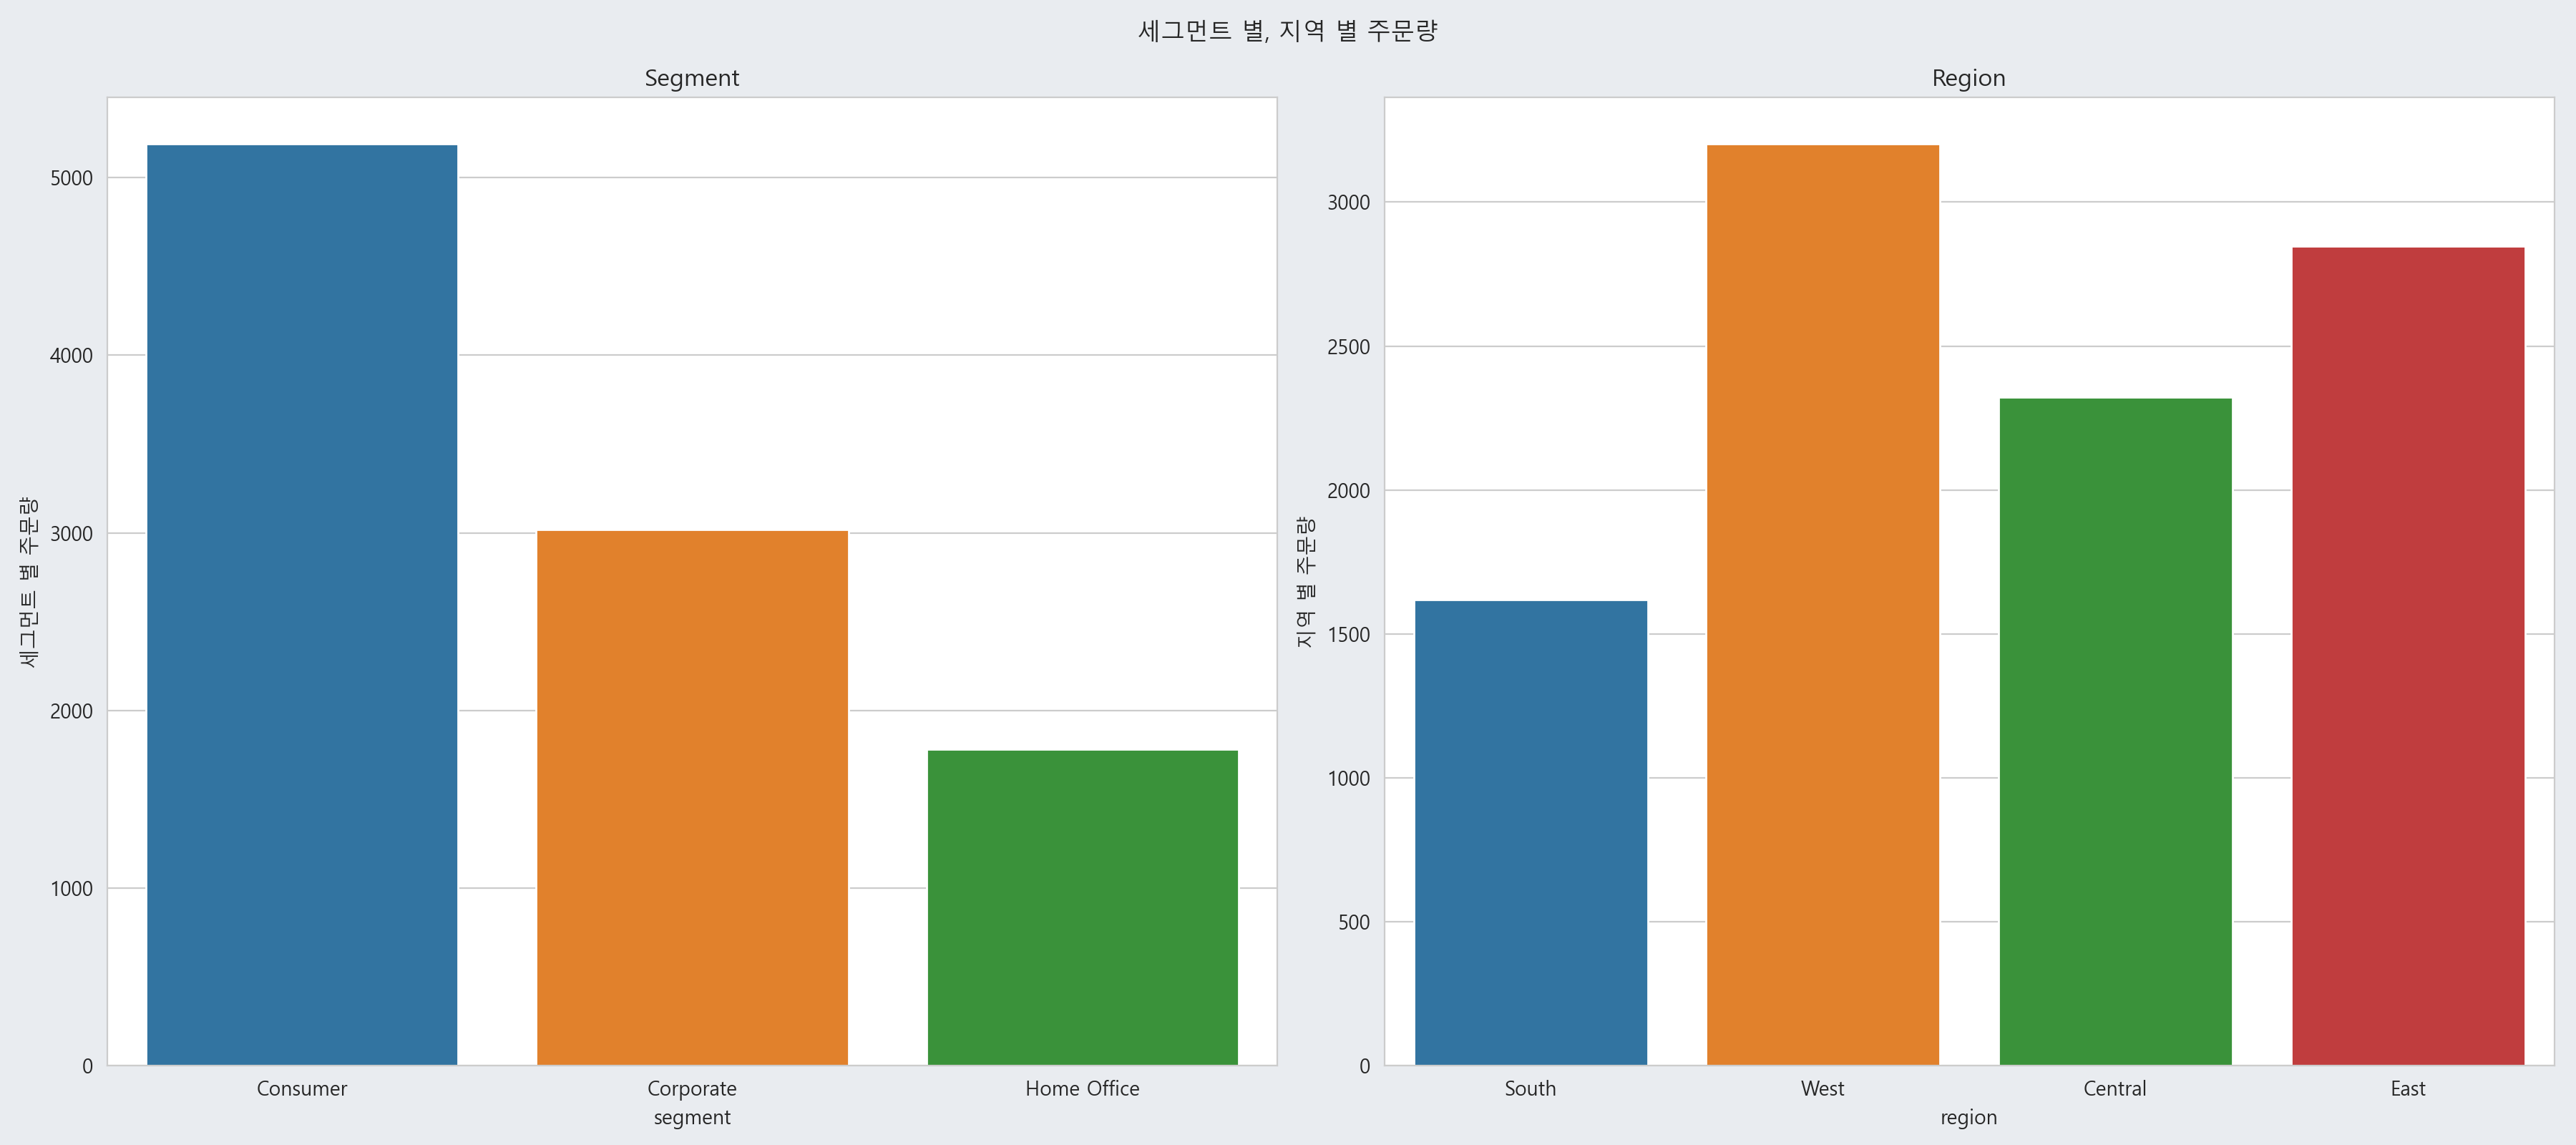 세그먼트 별, 지역 별 주문량
Segment
세그먼트 별 주문량
5000
4000
3000
2000
1000
0
Consumer Corporate Home Office
segment
Region
지역 별 주문량
3000
2500
2000
1500
1000
500
0
South West Central East
region